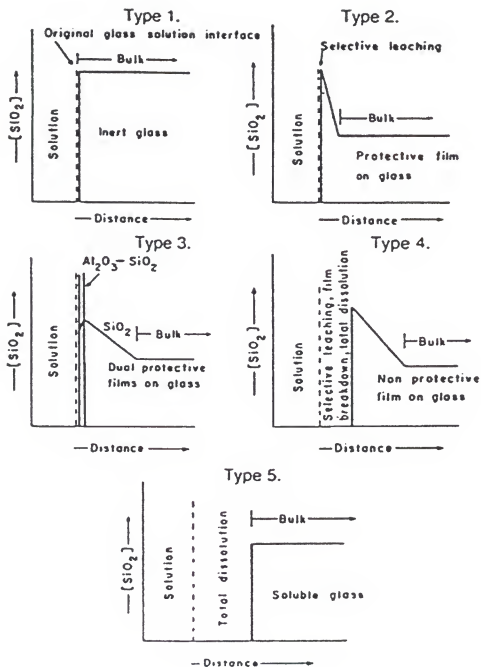 Type 1.
Original glass solution interface
Bulk
[SiO2]
Solution
Inert glass
Distance
Type 2.
Selective leaching
[SiO2]
Bulk
Solution
Protective film
on glass
Distance
Type 3.
Al2O3–SiO2
[SiO2]
SiO2
Bulk
Solution
Dual protective
films on glass
Distance
Type 4.
[SiO2]
Solution
Selective leaching, film
breakdown, total dissolution
Bulk
Non protective
film on glass
Distance
Type 5.
[SiO2]
Bulk
Solution
Total dissolution
Soluble glass
Distance